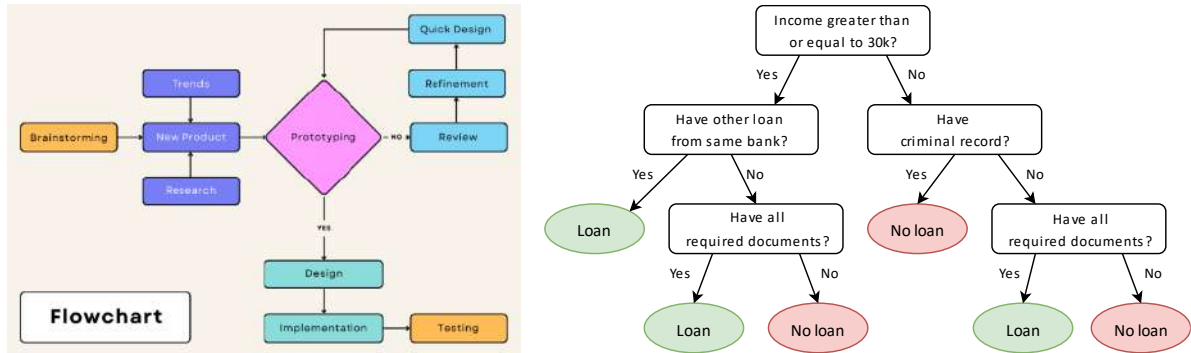 Quick Design
Trends
Refinement
Brainstorming
New Product
Prototyping
NO
Review
Research
YES
Design
Flowchart
Implementation
Testing
Income greater than
or equal to 30k?
Yes
No
Have other loan
from same bank?
Have
criminal record?
Yes
No
Yes
No
Loan
Have all
required documents?
No loan
Have all
required documents?
Yes
No
Yes
No
Loan
No loan
Loan
No loan